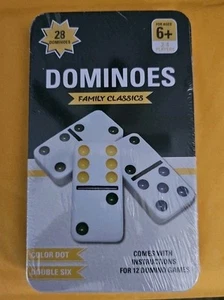 28
DOMINOES
FOR AGES
6+
DOMINOES
FAMILY CLASSICS
COLOR DOT
DOUBLE SIX
COMES WITH
INSTRUCTIONS
FOR 12 DOMINO GAMES